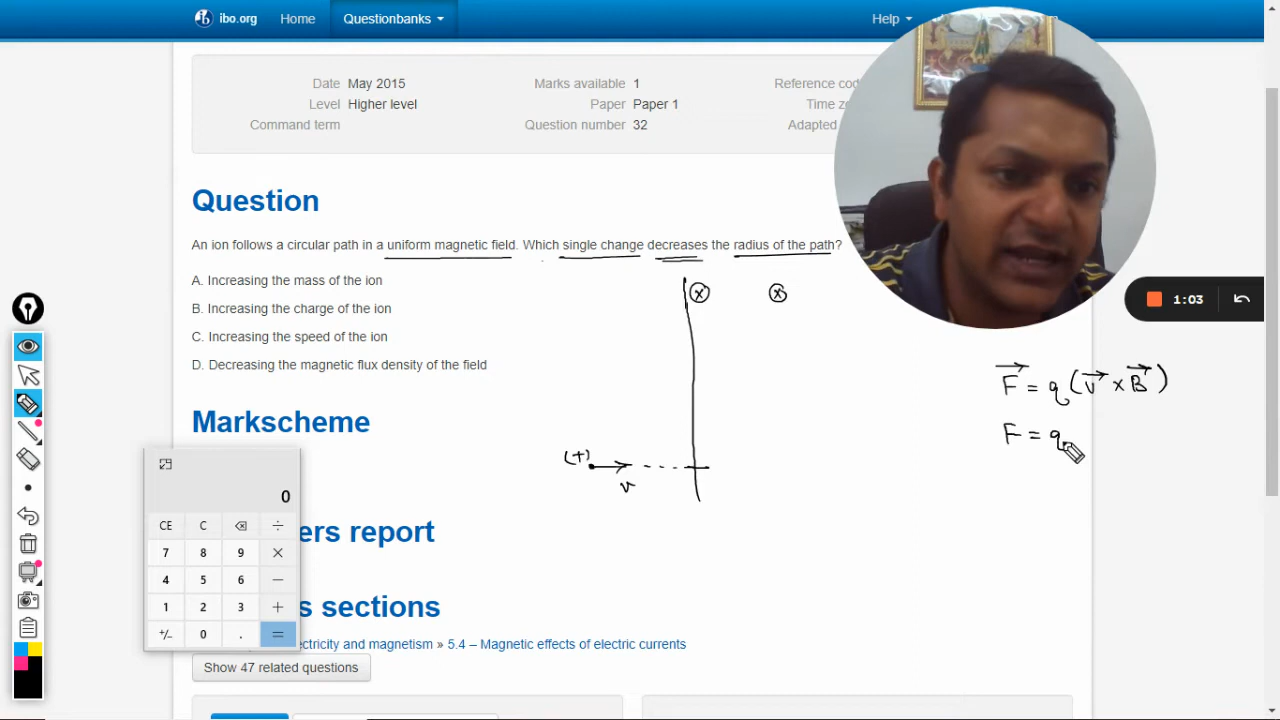 ibo.org Home Questionbanks Help
Date May 2015 Marks available 1 Reference cod
Level Higher level Paper Paper 1 Time zo
Command term Question number 32 Adapted
Question
An ion follows a circular path in a uniform magnetic field. Which single change decreases the radius of the path?
A. Increasing the mass of the ion
B. Increasing the charge of the ion
C. Increasing the speed of the ion
D. Decreasing the magnetic flux density of the field
x x
1:03
F = q(v x B)
F = q
Markscheme
(+)
v
0
CE C ÷
7 8 9 ×
4 5 6 −
1 2 3 +
+/− 0 . =
ers report
s sections
ectricity and magnetism » 5.4 – Magnetic effects of electric currents
Show 47 related questions